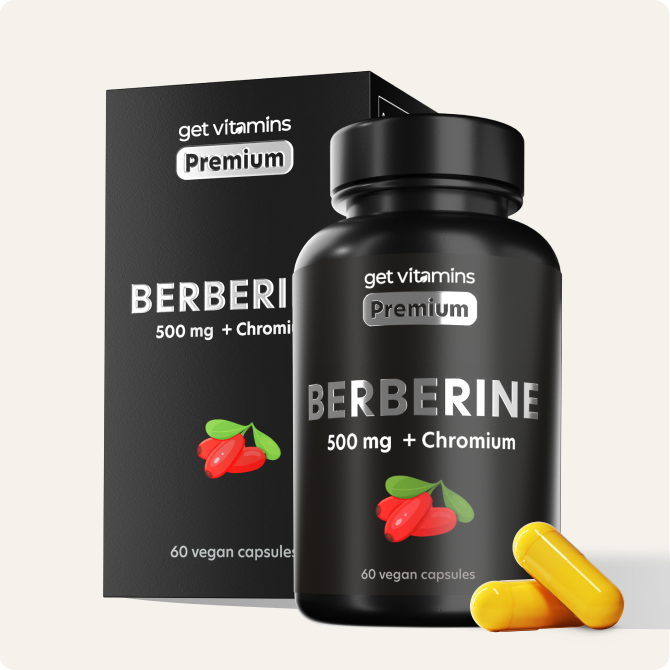 get vitamins
Premium
BERBERI
500 mg + Chromi
60 vegan capsules
get vitamins
Premium
BERBERINE
500 mg + Chromium
60 vegan capsules